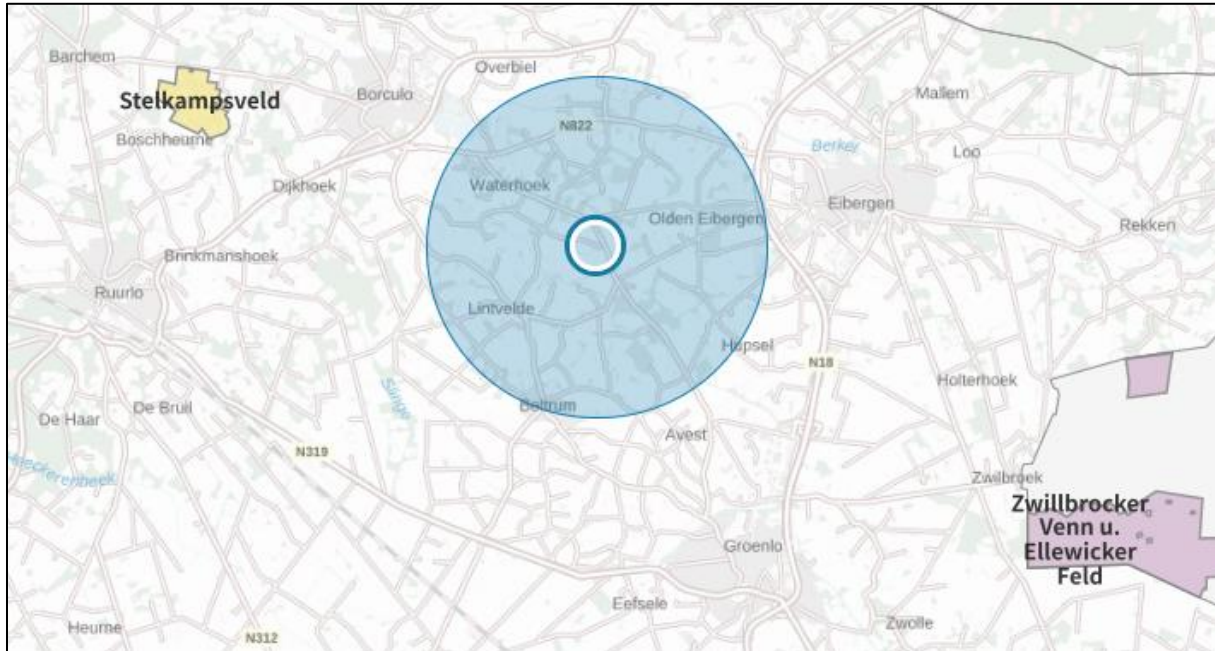 Barchem
Overbiel
Stelkampsveld
Borculo
Mallem
N822
Boschheurne
Berkel
Loo
Dijkhoek
Waterhoek
Eibergen
Olden Eibergen
Rekken
Brinkmanshoek
Ruurlo
Lintvelde
Hupsel
N18
Holterhoek
Slinge
De Haar
De Bruil
Beltrum
Avest
N319
Zwilbroek
Zwillbrocker
Venn u.
Ellewicker
Feld
Groenlo
Eefsele
Heurne
N312
Zwolle